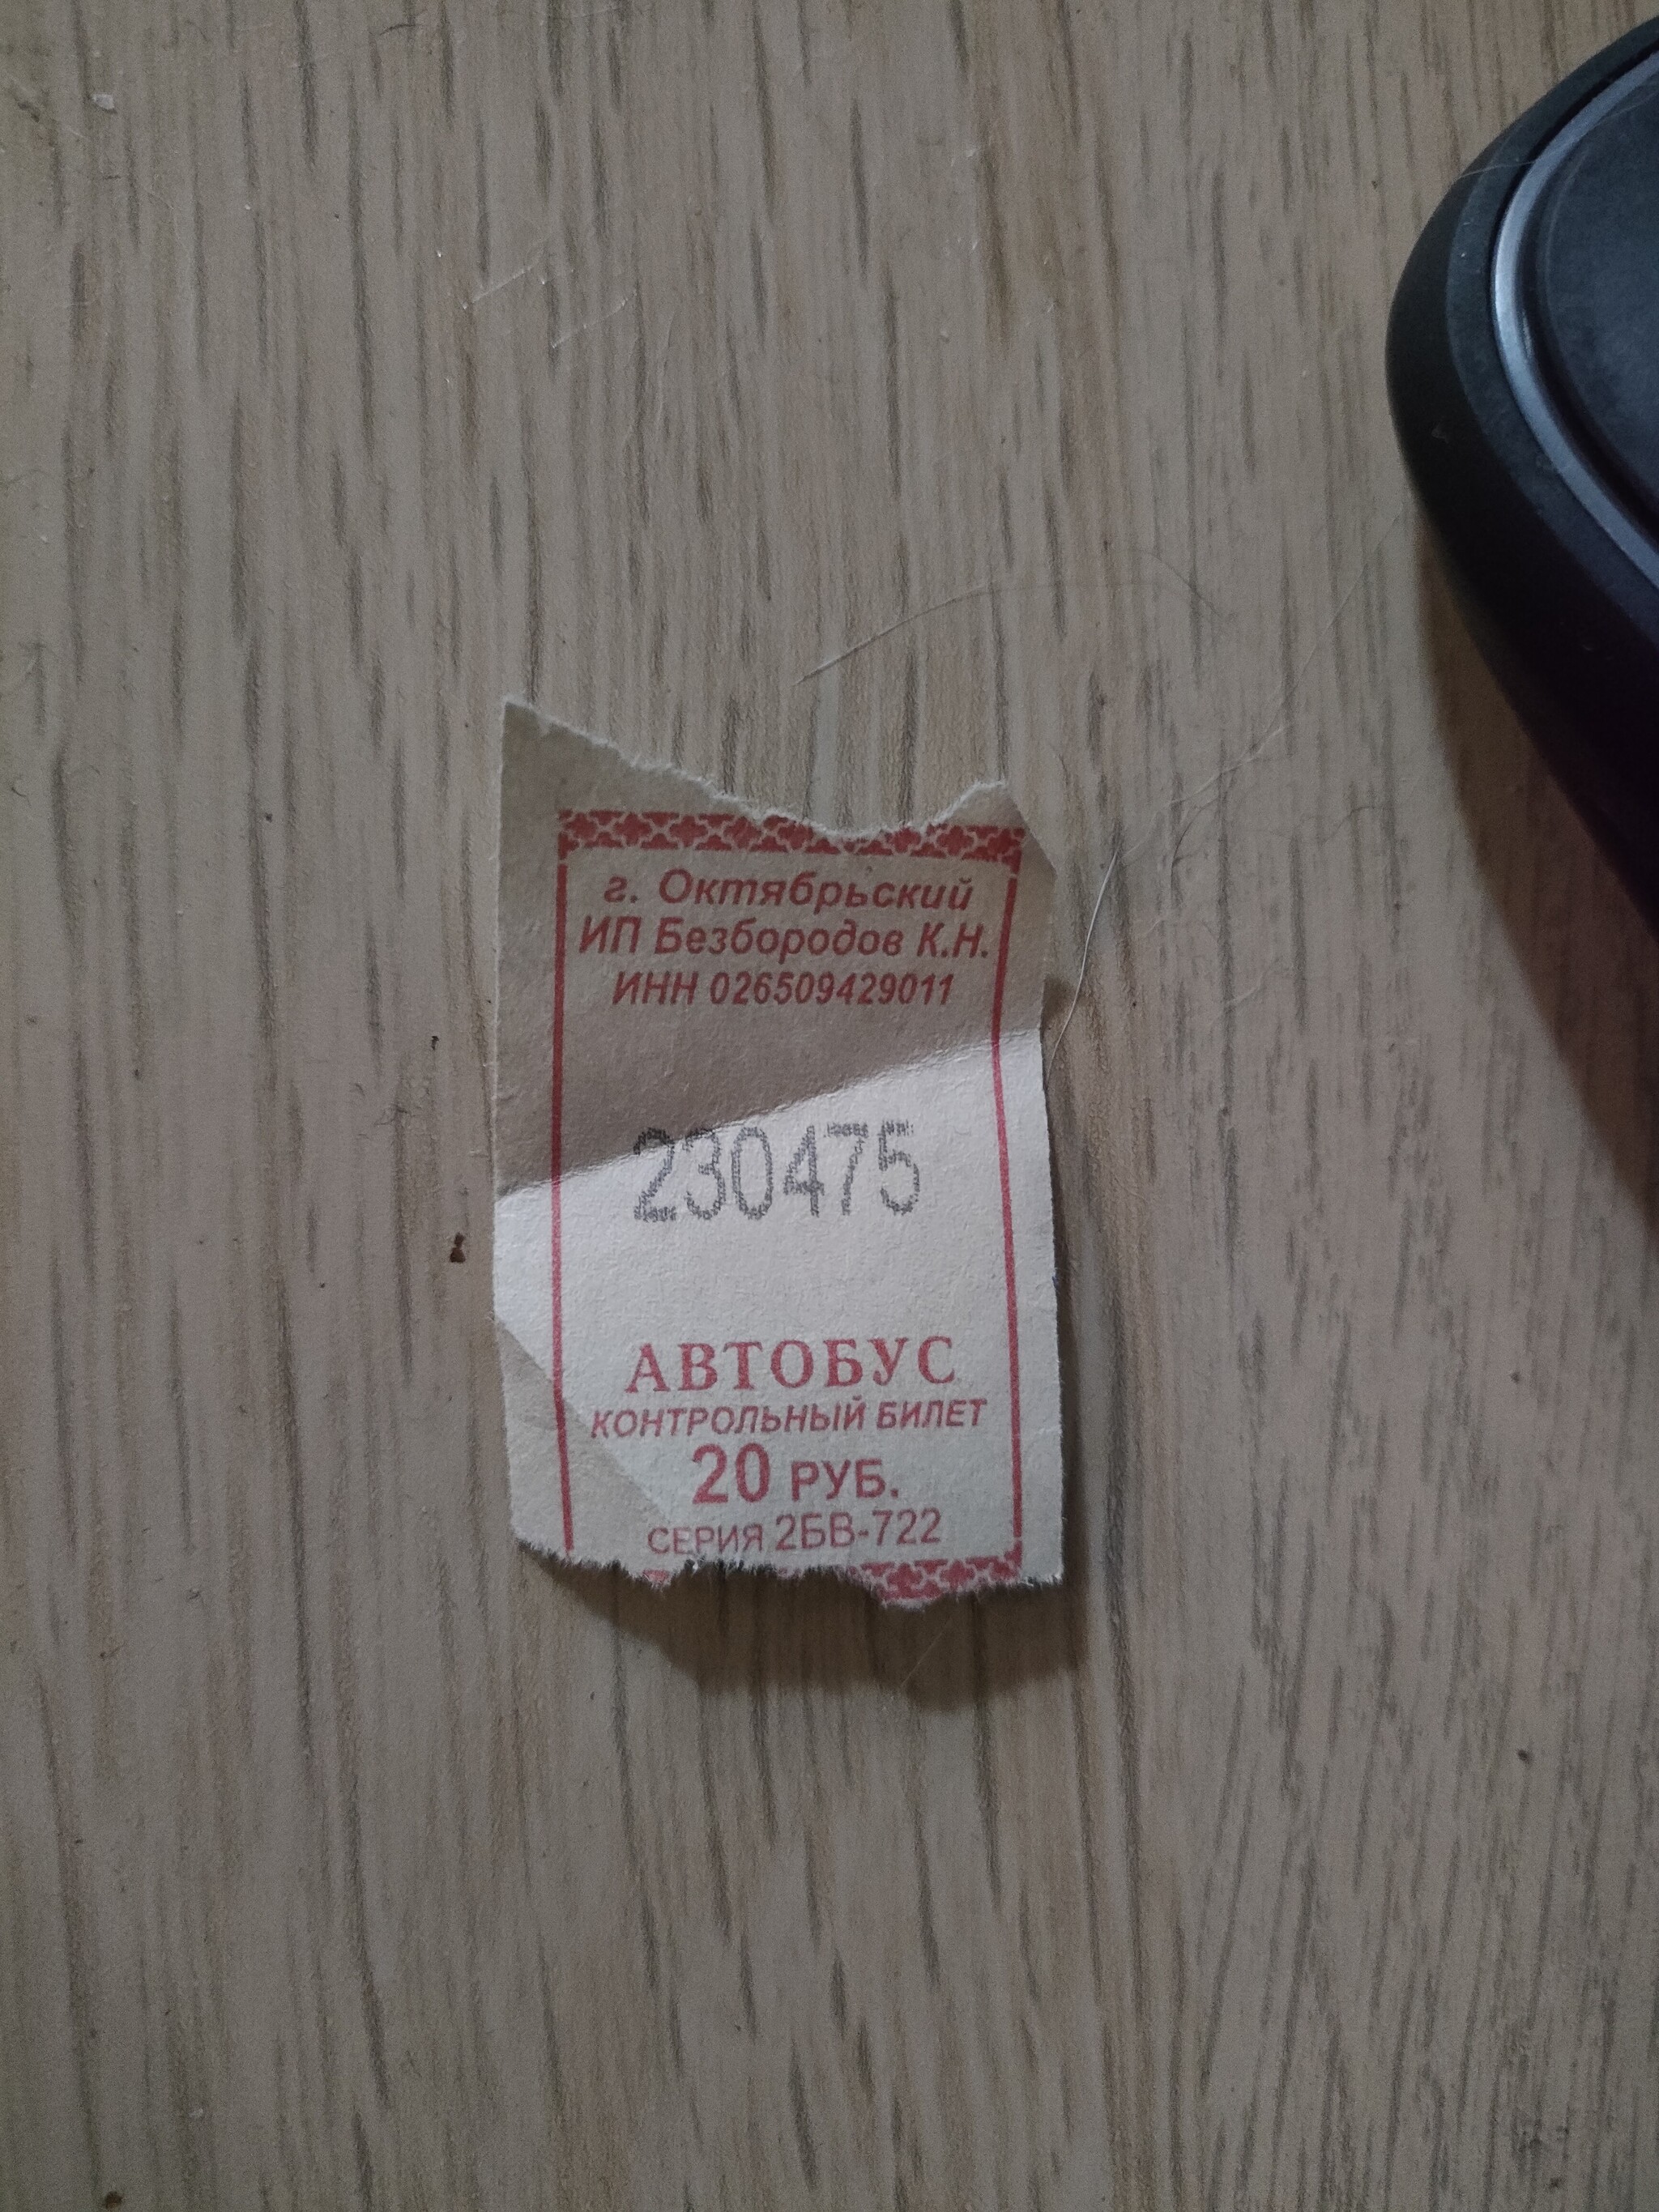 г. Октябрьский
ИП Безбородов К.Н.
ИНН 026509429011
230475
АВТОБУС
КОНТРОЛЬНЫЙ БИЛЕТ
20 РУБ.
СЕРИЯ 2БВ-722